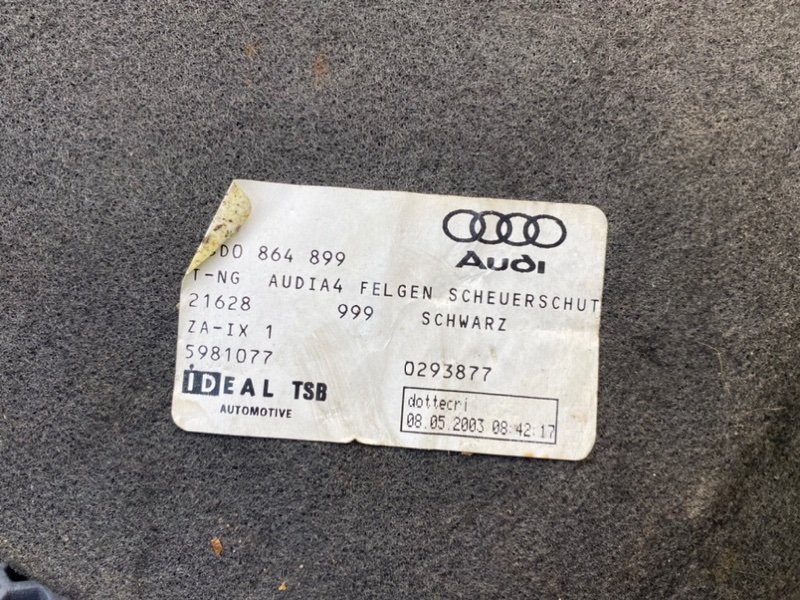 Audi
D0 864 899
T-NG AUDIA4 FELGEN SCHEUERSCHUT
21628 999 SCHWARZ
ZA-IX 1
5981077 0293877
IDEAL TSB
AUTOMOTIVE
dottecri
08.05.2003 08:42:17